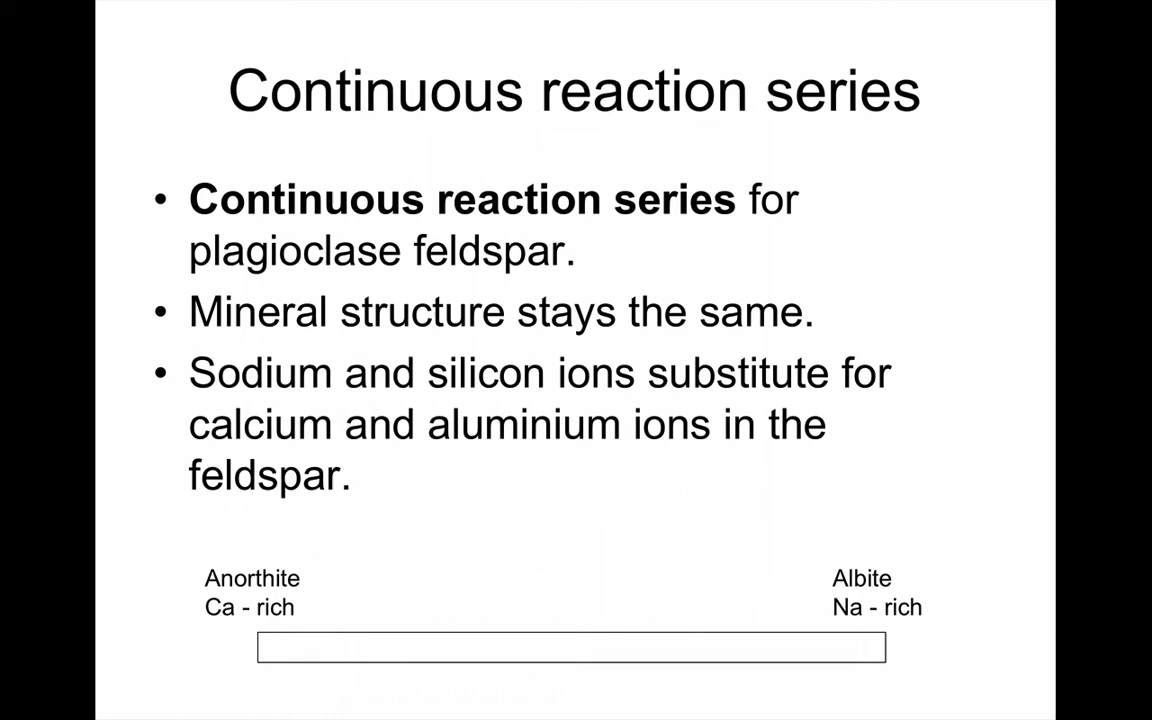 Continuous reaction series
• Continuous reaction series for
plagioclase feldspar.
• Mineral structure stays the same.
• Sodium and silicon ions substitute for
calcium and aluminium ions in the
feldspar.
Anorthite
Ca - rich
Albite
Na - rich